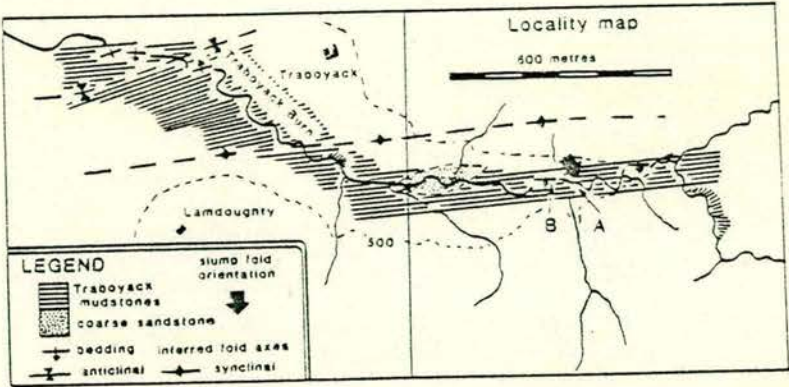 Locality map
600 metres
Traboyack
Traboyack Burn
Lamdoughty
500
B A
LEGEND
slump fold
orientation
Traboyack
mudstones
coarse sandstone
bedding inferred fold axes
anticlinal synclinal